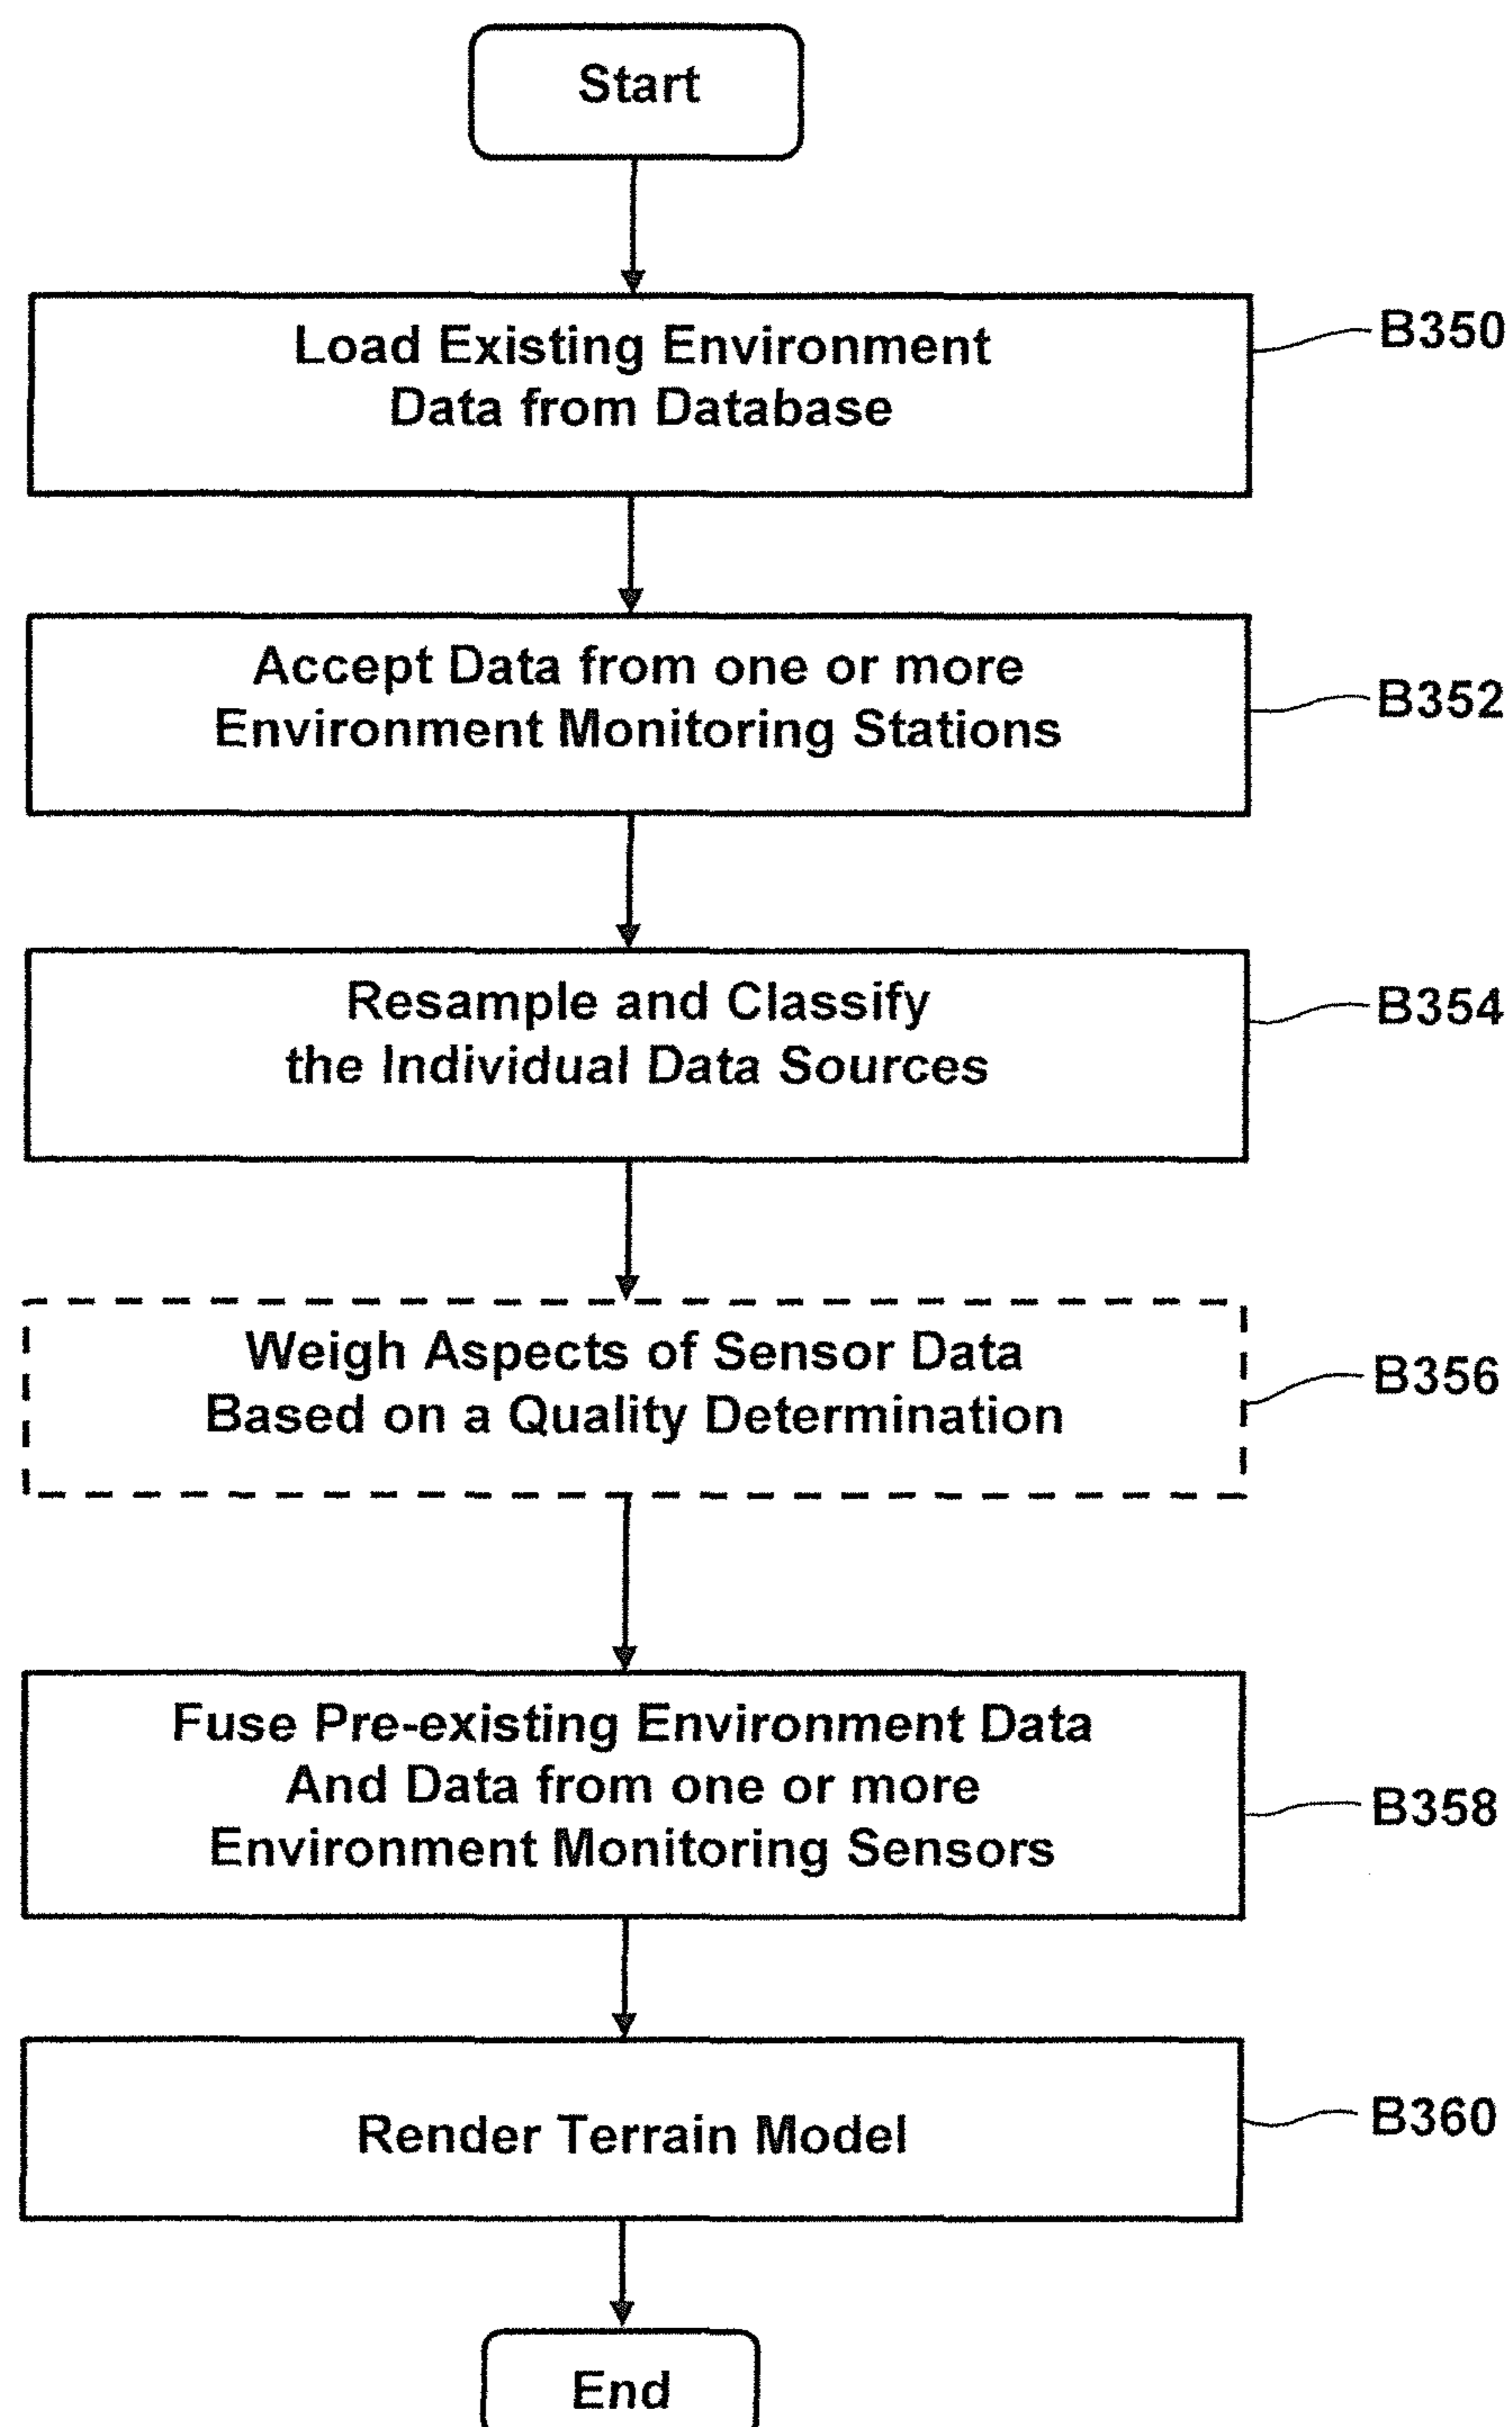 Start
Load Existing Environment
Data from Database
B350
Accept Data from one or more
Environment Monitoring Stations
B352
Resample and Classify
the Individual Data Sources
B354
Weigh Aspects of Sensor Data
Based on a Quality Determination
B356
Fuse Pre-existing Environment Data
And Data from one or more
Environment Monitoring Sensors
B358
Render Terrain Model
B360
End